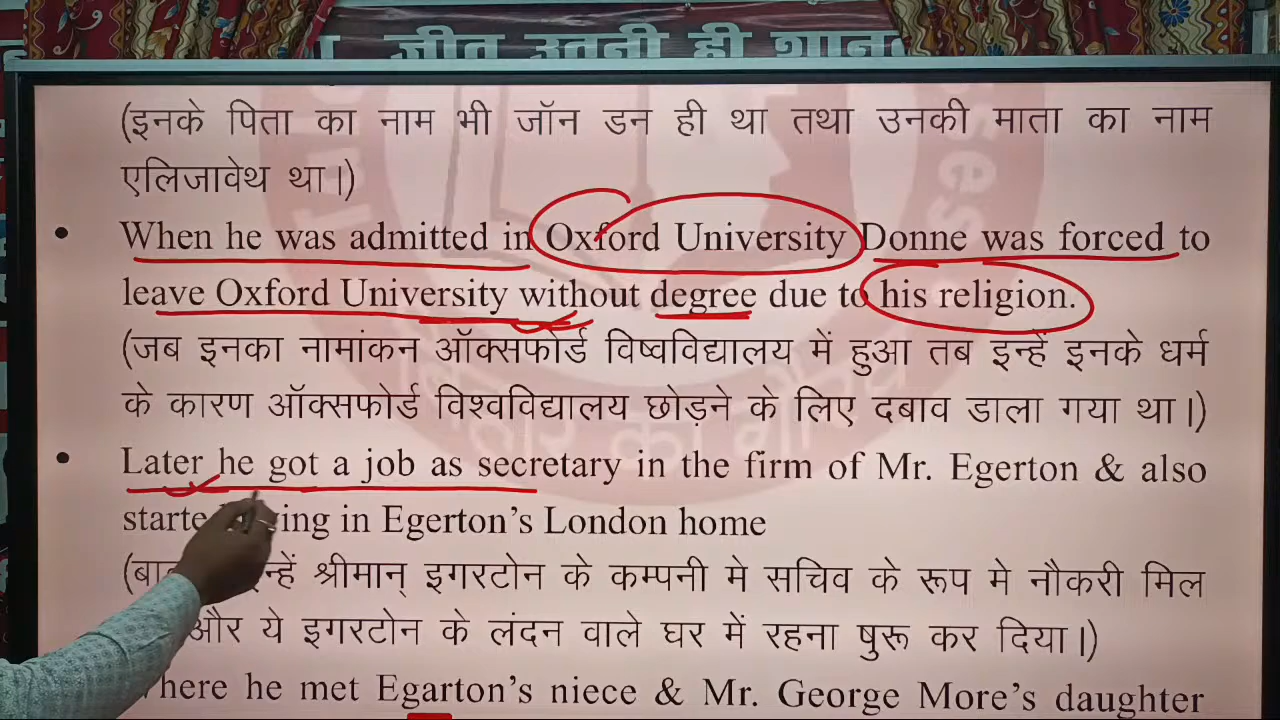 जीत उतनी ही शान
(इनके पिता का नाम भी जॉन डन ही था तथा उनकी माता का नाम
एलिजावेथ था।)
• When he was admitted in Oxford University Donne was forced to
leave Oxford University without degree due to his religion.
(जब इनका नामांकन ऑक्सफोर्ड विष्वविद्यालय में हुआ तब इन्हें इनके धर्म
के कारण ऑक्सफोर्ड विश्वविद्यालय छोड़ने के लिए दबाव डाला गया था।)
• Later he got a job as secretary in the firm of Mr. Egerton & also
in Egerton's London home
श्रीमान् इगरटोन के कम्पनी मे सचिव के रूप मे नौकरी मिल
और ये इगरटोन के लंदन वाले घर में रहना षुरू कर दिया।)
he met Egarton's niece & Mr. George More's daughter